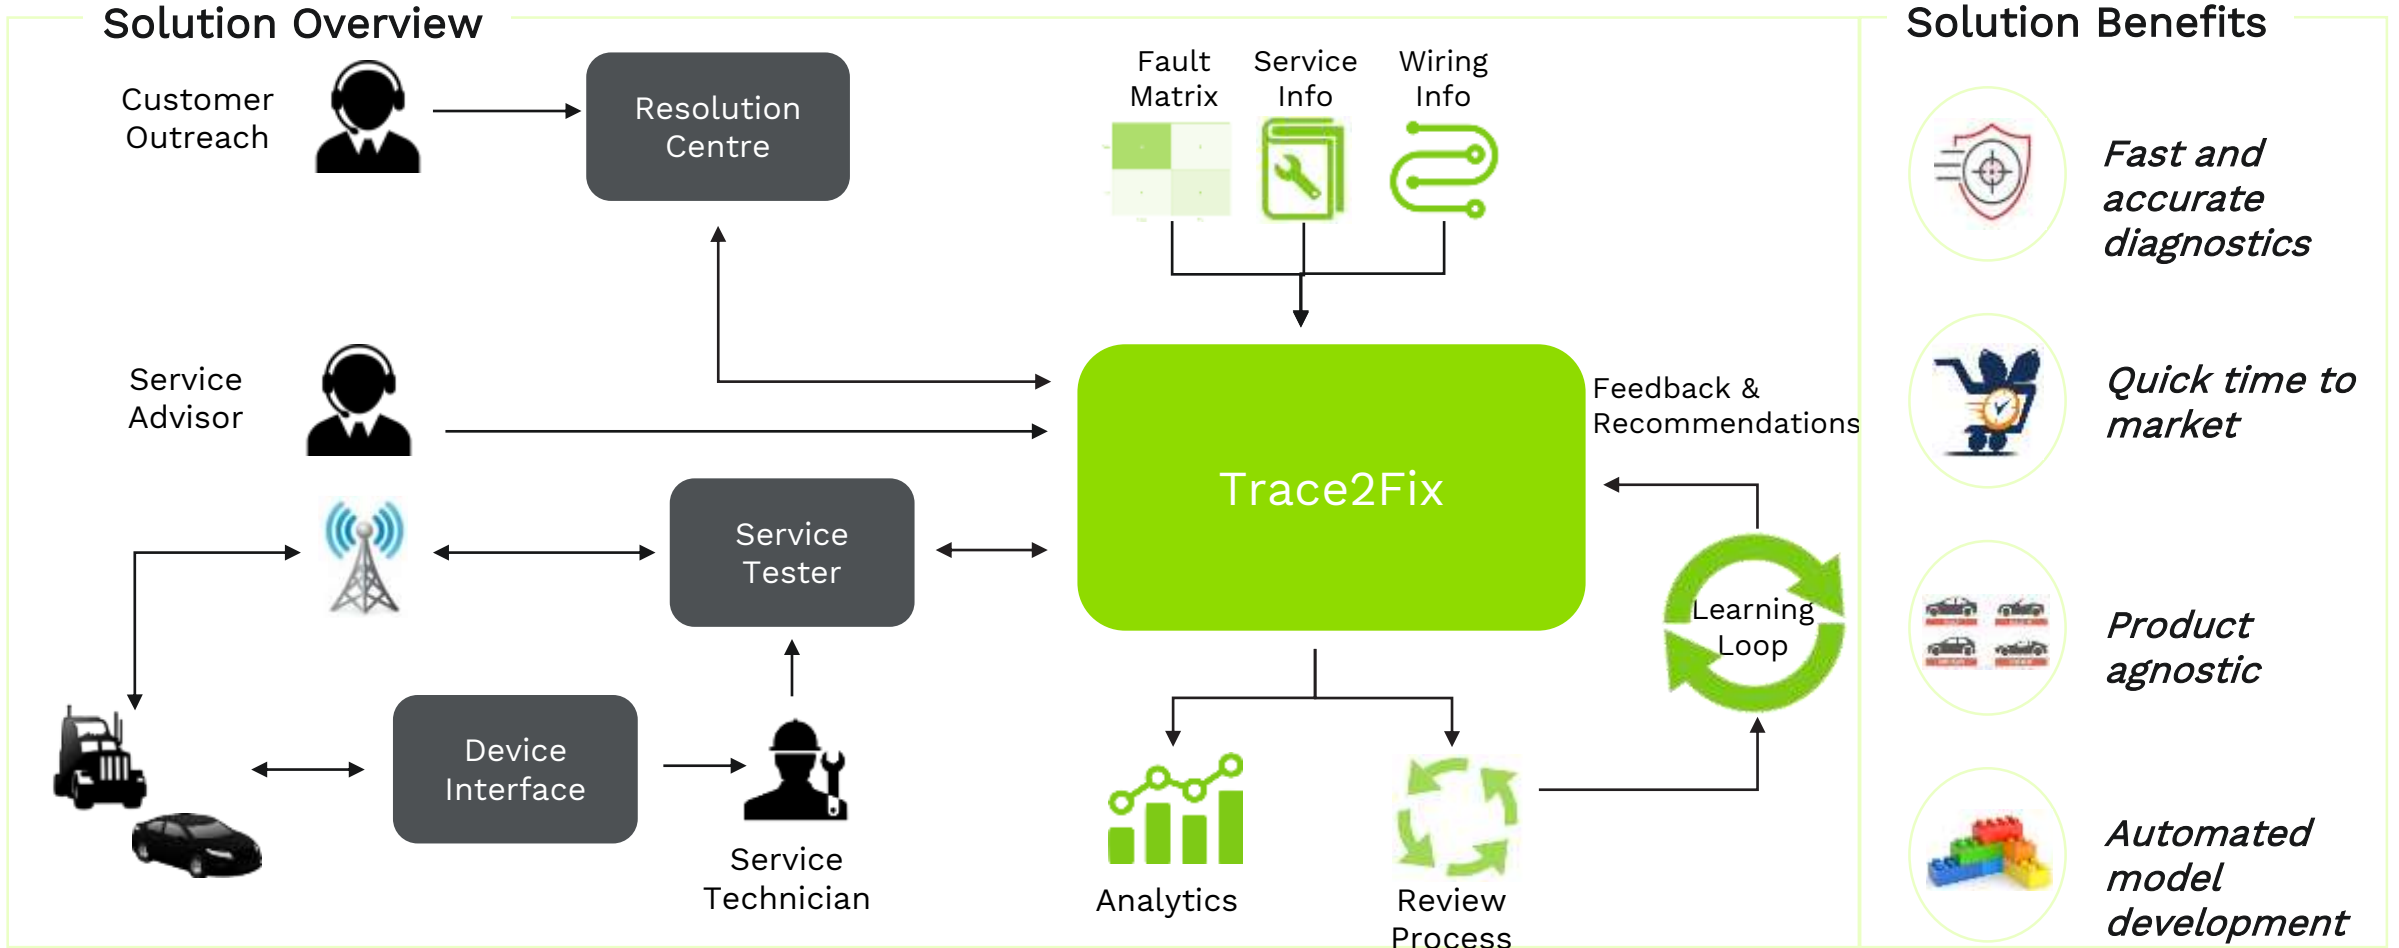 Solution Overview
Solution Benefits
Customer
Outreach
Resolution
Centre
Fault
Matrix
Service
Info
Wiring
Info
Fast and
accurate
diagnostics
Service
Advisor
Trace2Fix
Feedback &
Recommendations
Quick time to
market
Service
Tester
Learning
Loop
Product
agnostic
Device
Interface
Service
Technician
Analytics
Review
Process
Automated
model
development